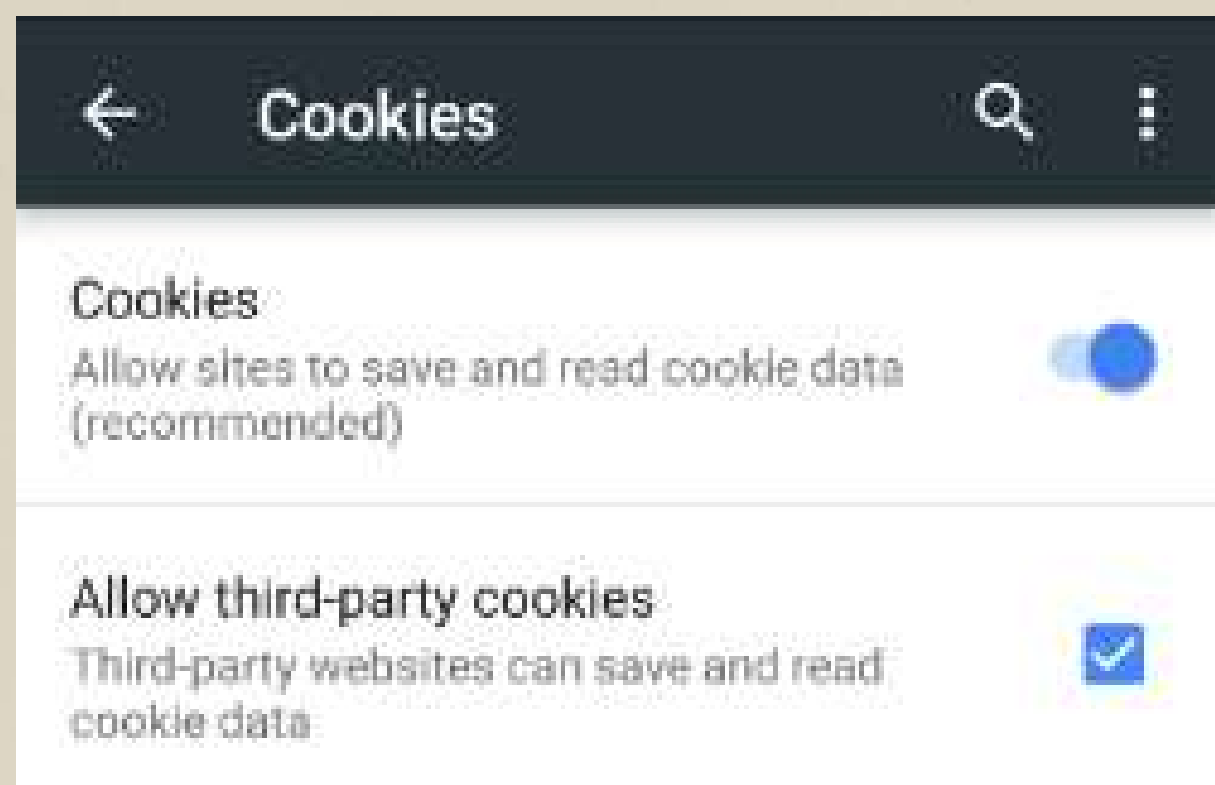 Cookies
Cookies
Allow sites to save and read cookie data
(recommended)
Allow third-party cookies
Third-party websites can save and read
cookie data